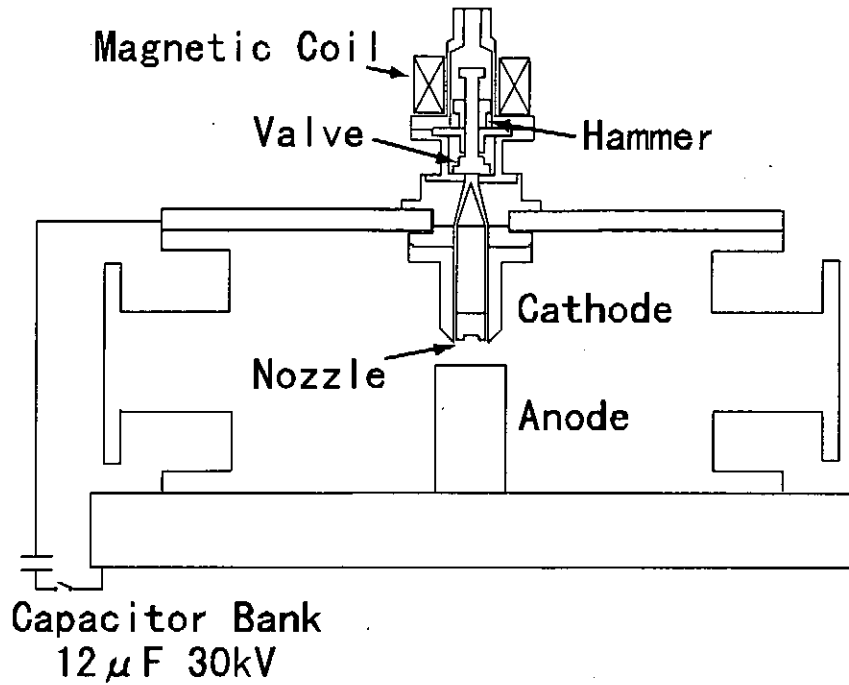 Magnetic Coil
Valve
Hammer
Cathode
Nozzle
Anode
Capacitor Bank
12μF 30kV